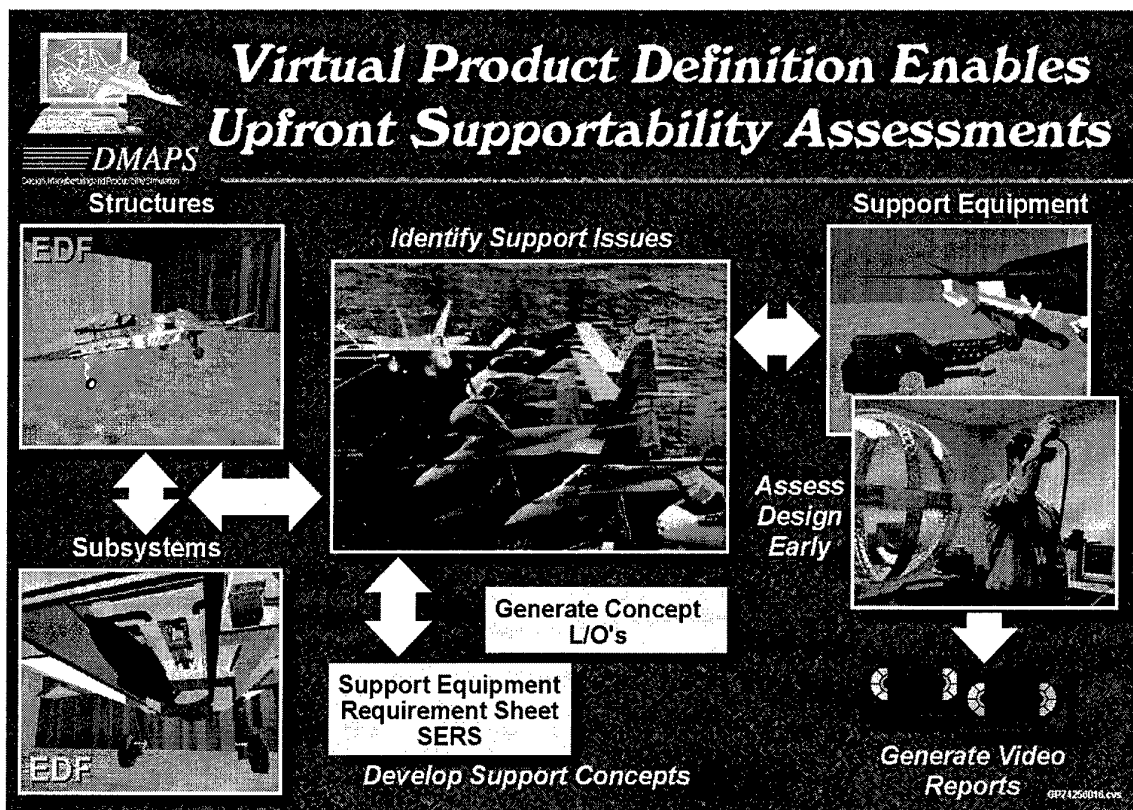 Virtual Product Definition Enables
Upfront Supportability Assessments
DMAPS
Structures
EDF
Identify Support Issues
Support Equipment
Assess
Design
Early
Subsystems
EDF
Generate Concept
L/O's
Support Equipment
Requirement Sheet
SERS
Develop Support Concepts
Generate Video
Reports